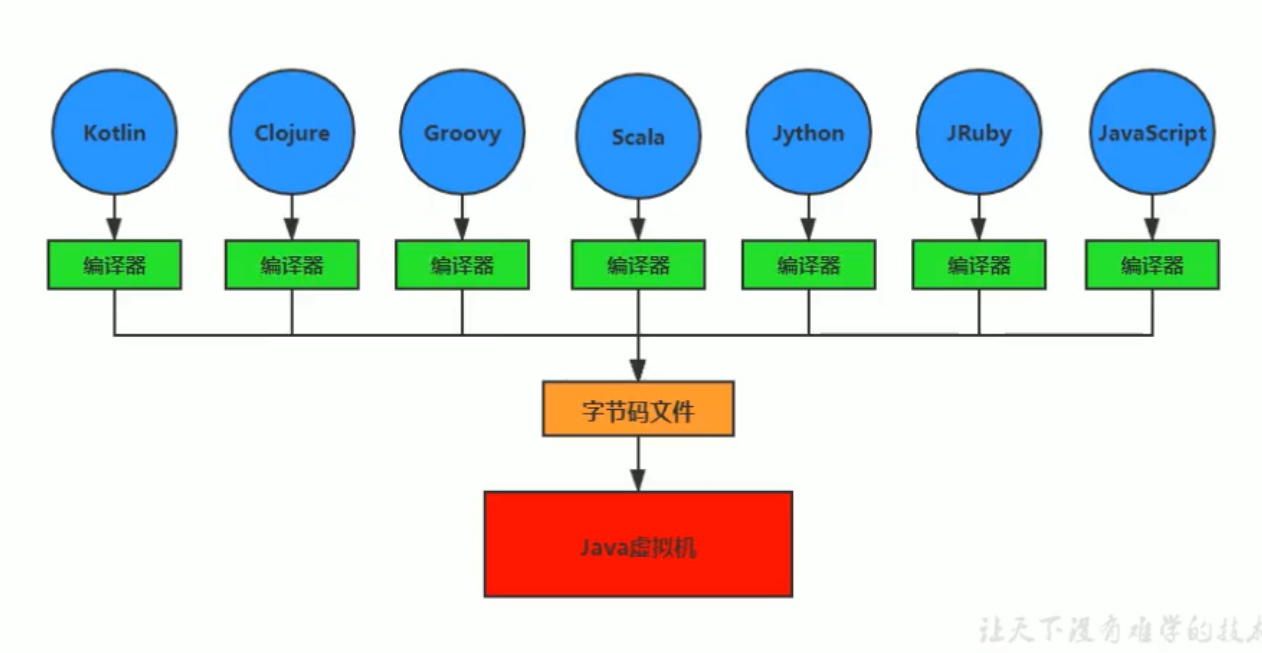 Kotlin
Clojure
Groovy
Scala
Jython
JRuby
JavaScript
编译器
编译器
编译器
编译器
编译器
编译器
编译器
字节码文件
Java虚拟机
让天下没有难学的技术